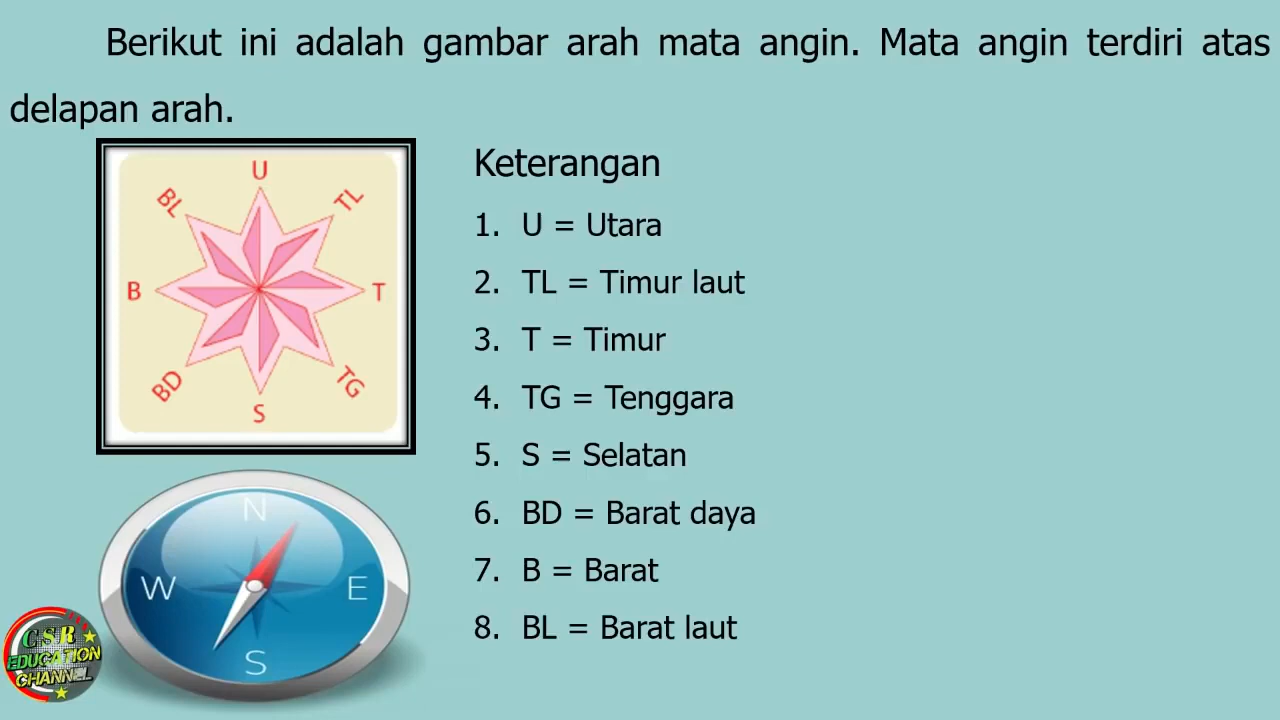 Berikut ini adalah gambar arah mata angin. Mata angin terdiri atas
delapan arah.
U
BL
TL
B
T
BD
TG
S
Keterangan
1. U = Utara
2. TL = Timur laut
3. T = Timur
4. TG = Tenggara
5. S = Selatan
6. BD = Barat daya
7. B = Barat
8. BL = Barat laut
N
W
E
S
GSR
EDUCATION
CHANNEL